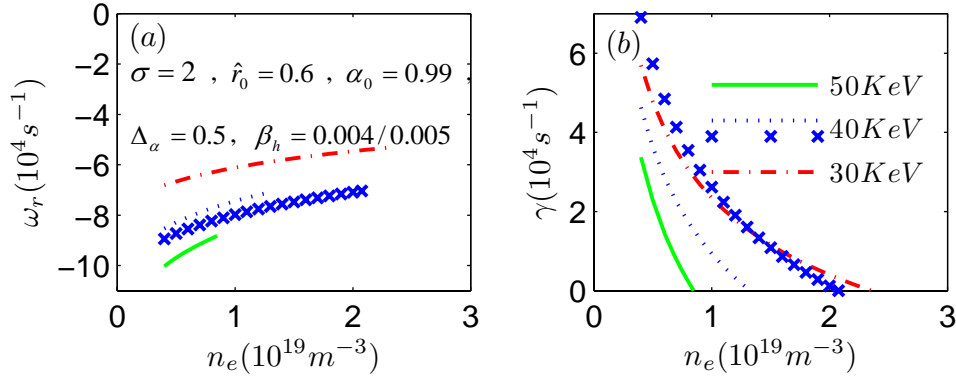 (a)
σ = 2 , r̂₀ = 0.6 , α₀ = 0.99 ,
Δα = 0.5, βₕ = 0.004/0.005
0
−2
−4
−6
−8
−10
ωᵣ(10⁴s⁻¹)
0 1 2 3
nₑ(10¹⁹m⁻³)
(b)
50KeV
40KeV
30KeV
6
4
2
0
γ(10⁴s⁻¹)
0 1 2 3
nₑ(10¹⁹m⁻³)